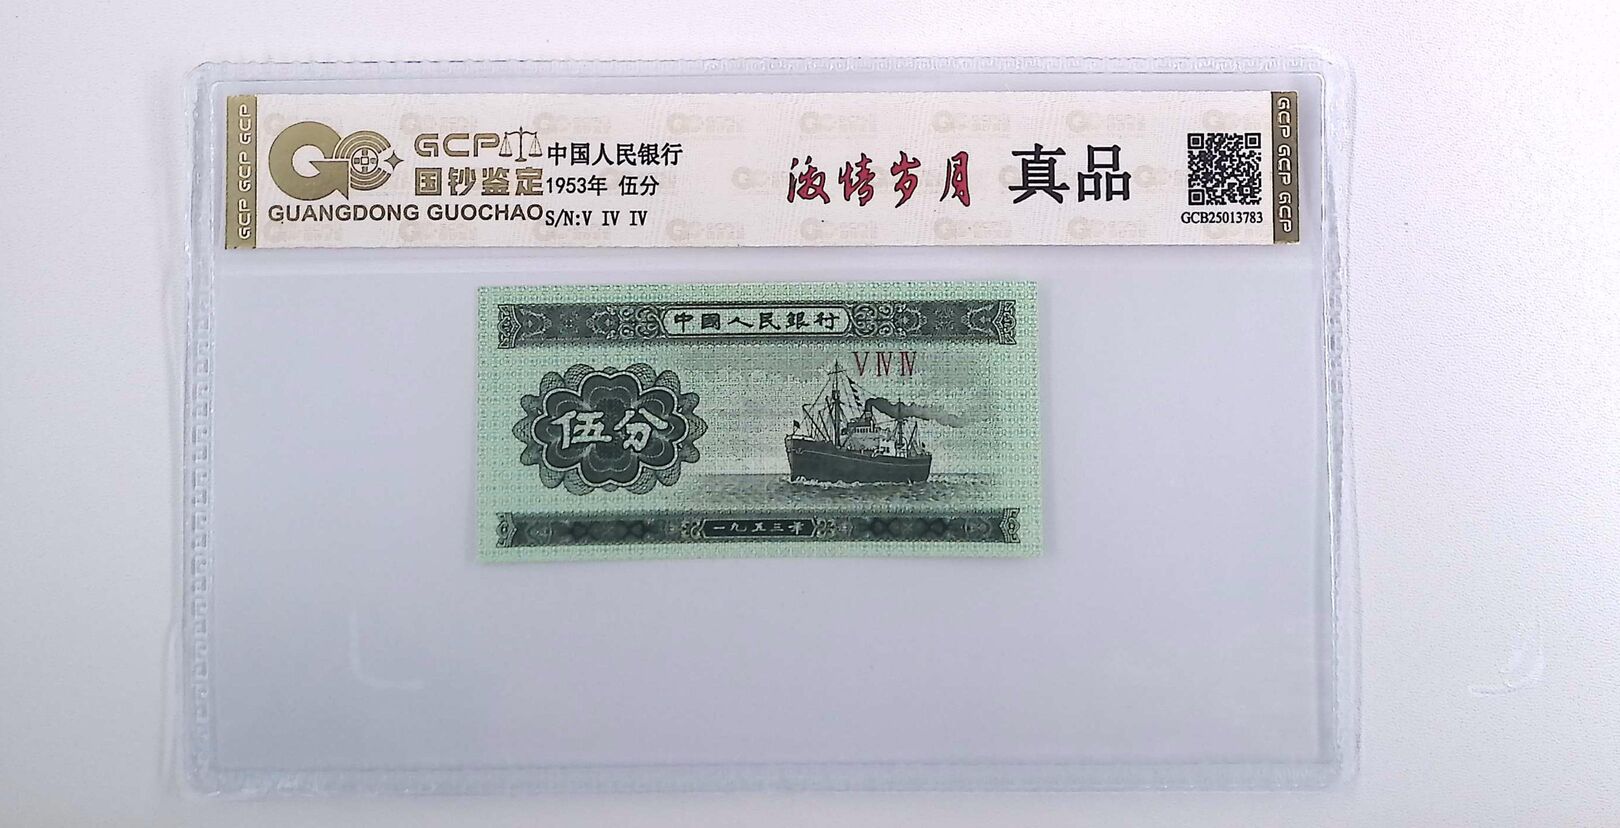 GCP
国钞鉴定
GUANGDONG GUOCHAO
中国人民银行
1953年 伍分
S/N:V IV IV
激情岁月 真品
GCB25013783
GCP GCP GCP
GCP GCP GCP
中國人民銀行
V IV IV
伍分
一九五三年